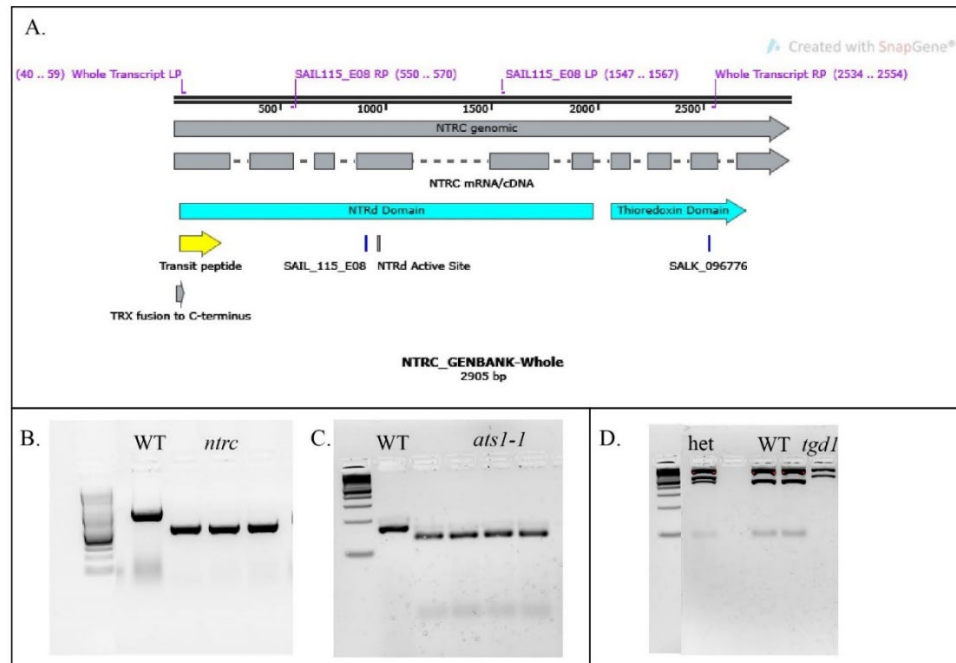 A.
Created with SnapGene®
(40 .. 59) Whole Transcript LP SAIL115_E08 RP (550 .. 570) SAIL115_E08 LP (1547 .. 1567) Whole Transcript RP (2534 .. 2554)
500 1000 1500 2000 2500
NTRC genomic
NTRC mRNA/cDNA
NTRd Domain Thioredoxin Domain
Transit peptide SAIL_115_E08 NTRd Active Site SALK_096776
TRX fusion to C-terminus
NTRC_GENBANK-Whole
2905 bp
B. WT ntrc C. WT ats1-1 D. het WT tgd1